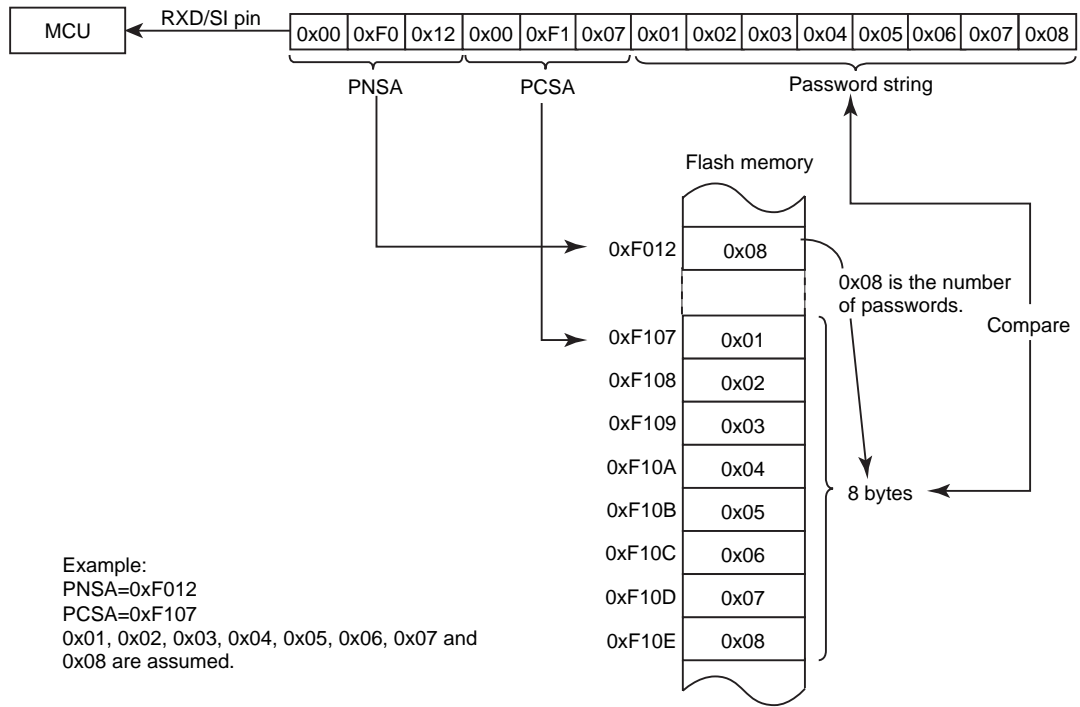 MCU
RXD/SI pin
0x00 0xF0 0x12 0x00 0xF1 0x07 0x01 0x02 0x03 0x04 0x05 0x06 0x07 0x08
PNSA
PCSA
Password string
Flash memory
0xF012 0x08
0x08 is the number
of passwords.
Compare
0xF107 0x01
0xF108 0x02
0xF109 0x03
0xF10A 0x04
0xF10B 0x05
8 bytes
0xF10C 0x06
0xF10D 0x07
0xF10E 0x08
Example:
PNSA=0xF012
PCSA=0xF107
0x01, 0x02, 0x03, 0x04, 0x05, 0x06, 0x07 and
0x08 are assumed.